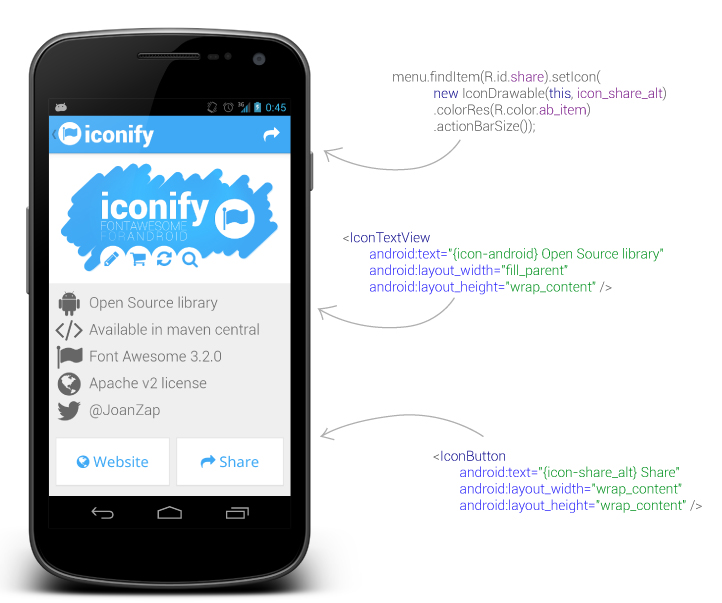 3G 0:45
iconify
iconify
FONTAWESOME
FORANDROID
Open Source library
Available in maven central
Font Awesome 3.2.0
Apache v2 license
@JoanZap
Website
Share
menu.findItem(R.id.share).setIcon(
new IconDrawable(this, icon_share_alt)
.colorRes(R.color.ab_item)
.actionBarSize());
<IconTextView
android:text="{icon-android} Open Source library"
android:layout_width="fill_parent"
android:layout_height="wrap_content" />
<IconButton
android:text="{icon-share_alt} Share"
android:layout_width="wrap_content"
android:layout_height="wrap_content" />